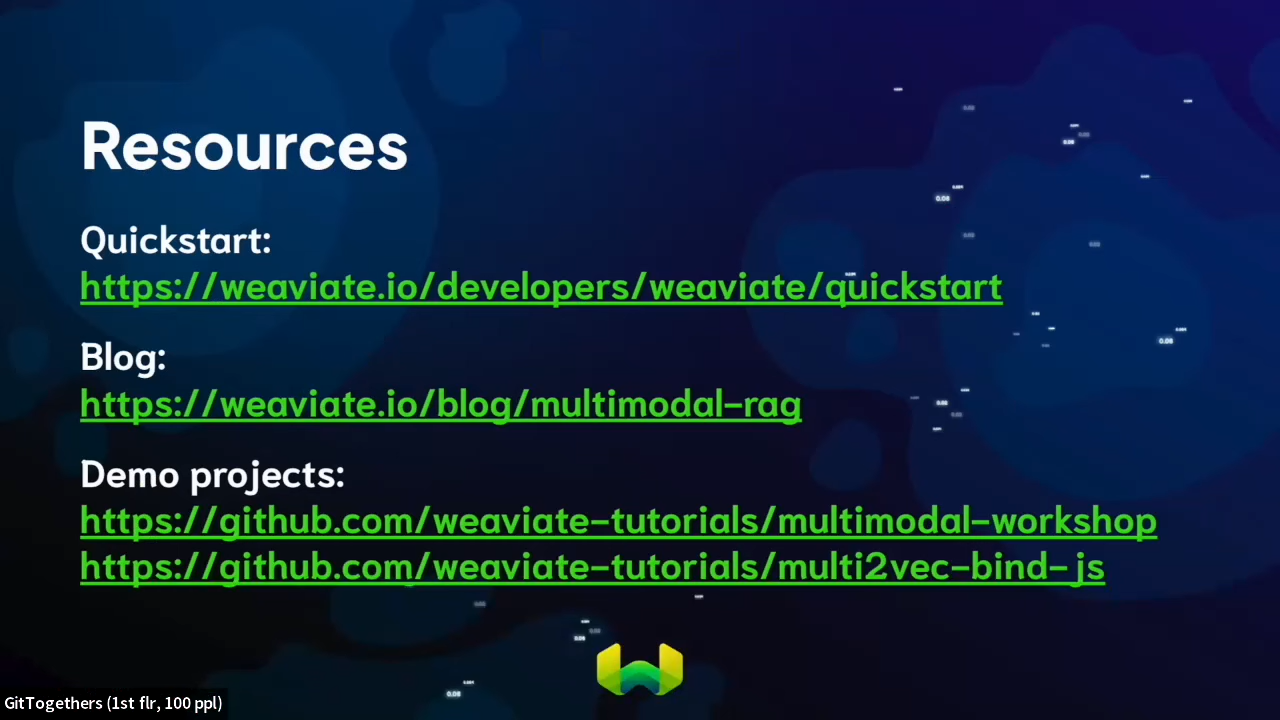 Resources
Quickstart:
https://weaviate.io/developers/weaviate/quickstart
Blog:
https://weaviate.io/blog/multimodal-rag
Demo projects:
https://github.com/weaviate-tutorials/multimodal-workshop
https://github.com/weaviate-tutorials/multi2vec-bind-js
GitTogethers (1st flr, 100 ppl)